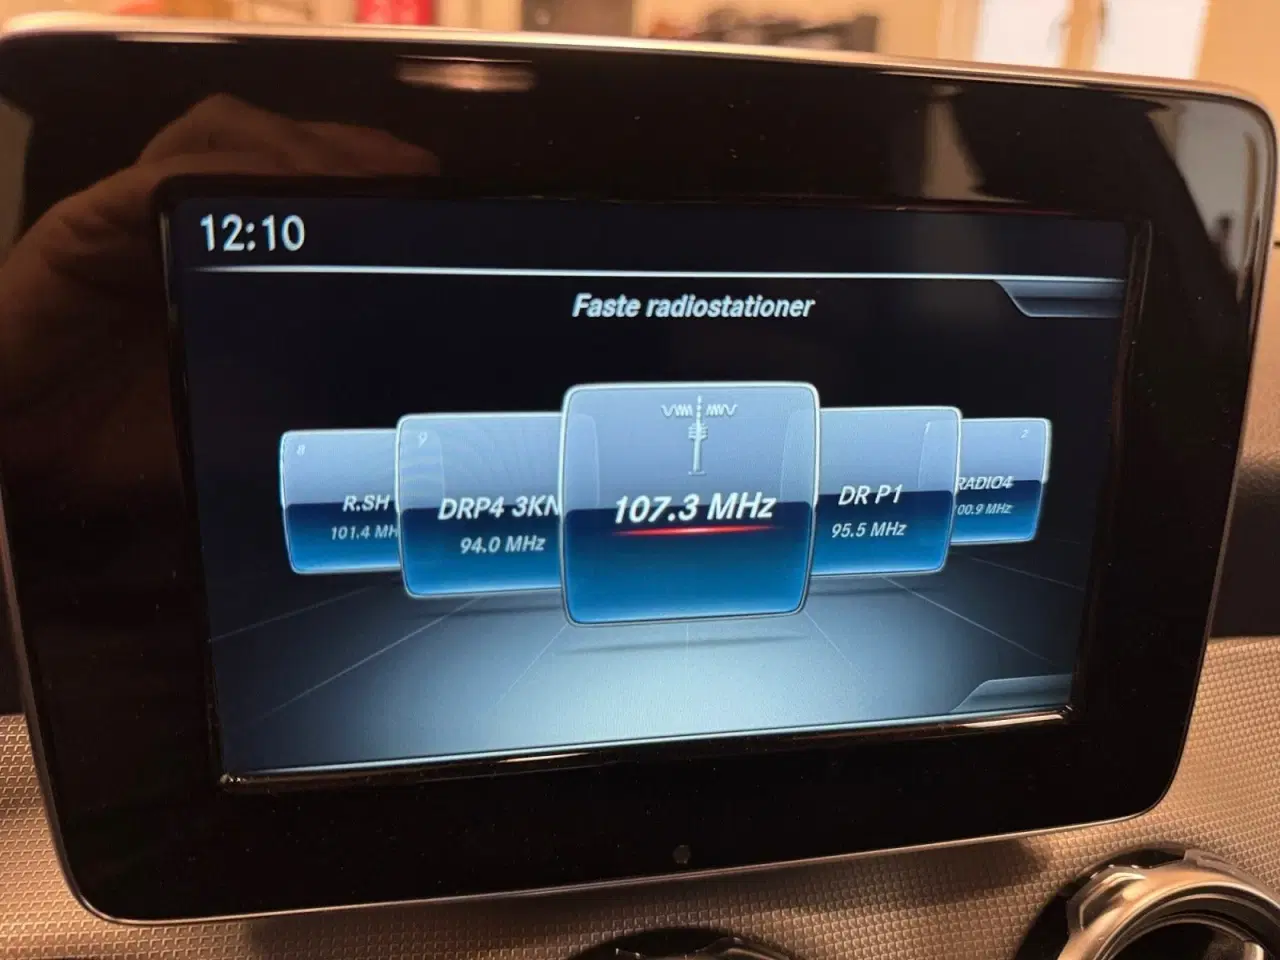 12:10
Faste radiostationer
8
R.SH
101.4 MH
9
DRP4 3KN
94.0 MHz
107.3 MHz
1
DR P1
95.5 MHz
2
RADIO4
00.9 MHz